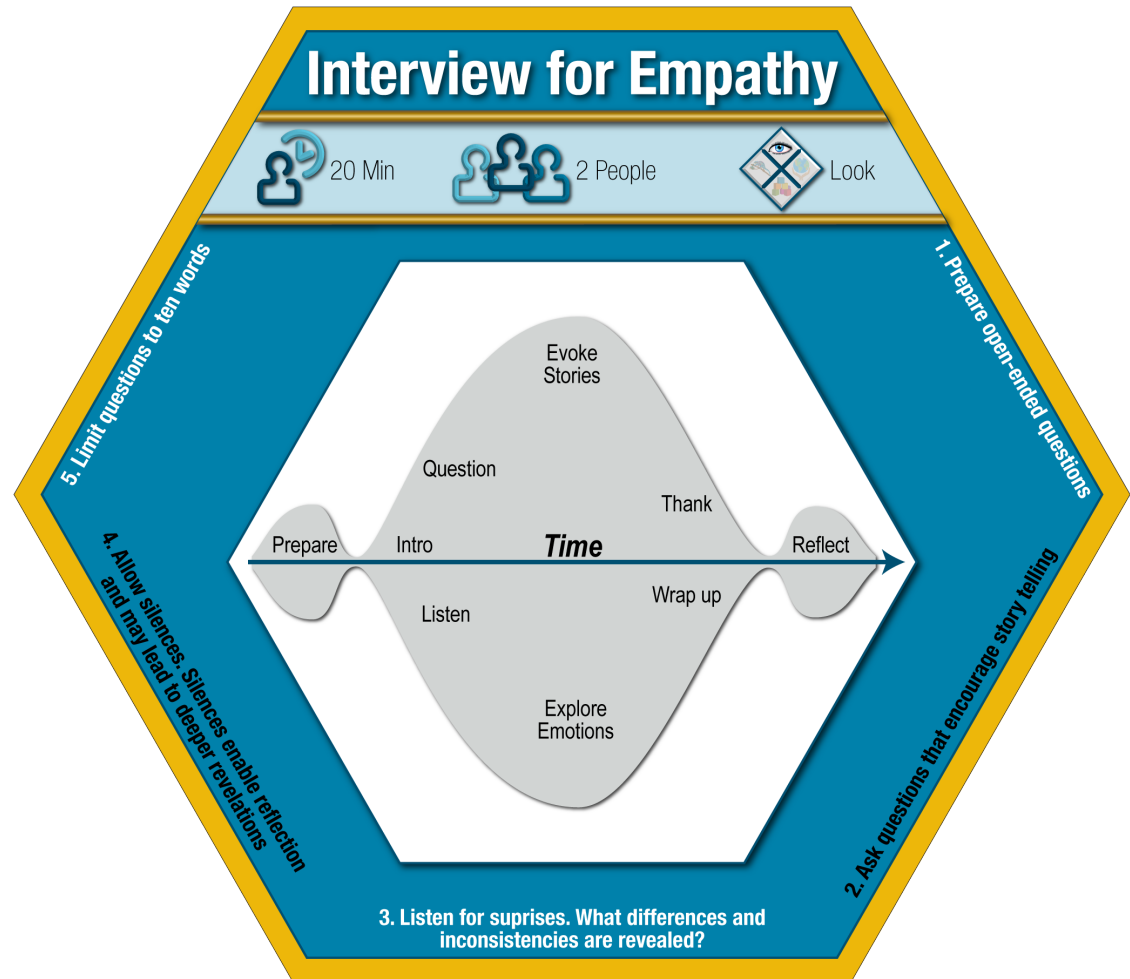 Interview for Empathy
20 Min
2 People
Look
1. Prepare open-ended questions
2. Ask questions that encourage story telling
3. Listen for suprises. What differences and
inconsistencies are revealed?
4. Allow silences. Silences enable reflection
and may lead to deeper revelations
5. Limit questions to ten words
Evoke
Stories
Question
Thank
Prepare
Intro
Time
Reflect
Listen
Wrap up
Explore
Emotions